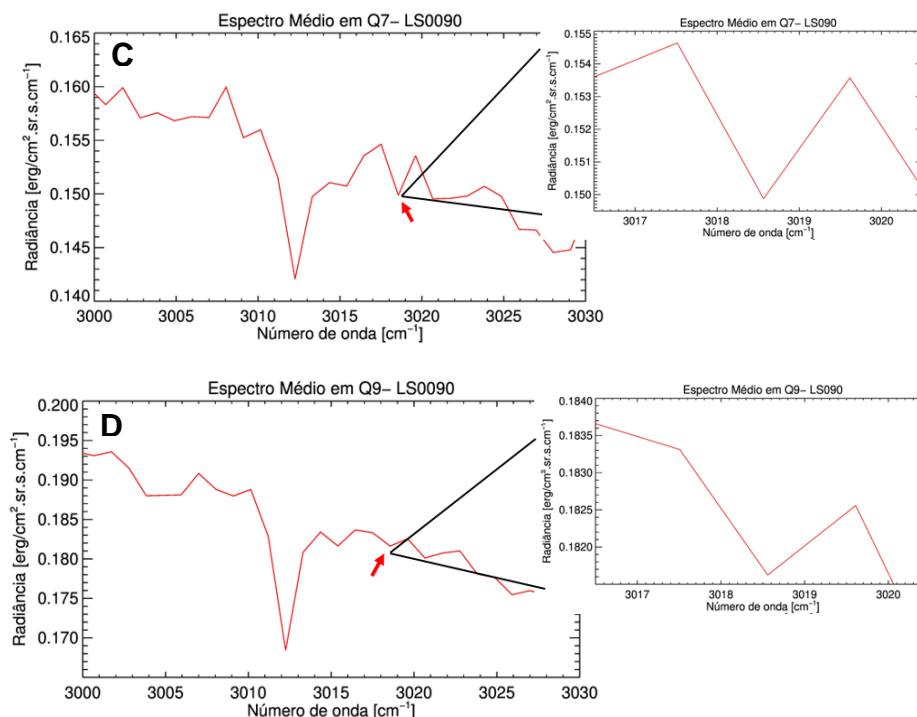 Espectro Médio em Q7– LS0090
C
0.165
0.160
0.155
0.150
0.145
0.140
Radiância [erg/cm².sr.s.cm⁻¹]
3000 3005 3010 3015 3020 3025 3030
Número de onda [cm⁻¹]
Espectro Médio em Q7– LS090
0.155
0.154
0.153
0.152
0.151
0.150
Radiância [erg/cm².sr.s.cm⁻¹]
3017 3018 3019 3020
Número de onda [cm⁻¹]
Espectro Médio em Q9– LS0090
D
0.200
0.195
0.190
0.185
0.180
0.175
0.170
Radiância [erg/cm².sr.s.cm⁻¹]
3000 3005 3010 3015 3020 3025 3030
Número de onda [cm⁻¹]
Espectro Médio em Q9– LS090
0.1840
0.1835
0.1830
0.1825
0.1820
Radiância [erg/cm².sr.s.cm⁻¹]
3017 3018 3019 3020
Número de onda [cm⁻¹]